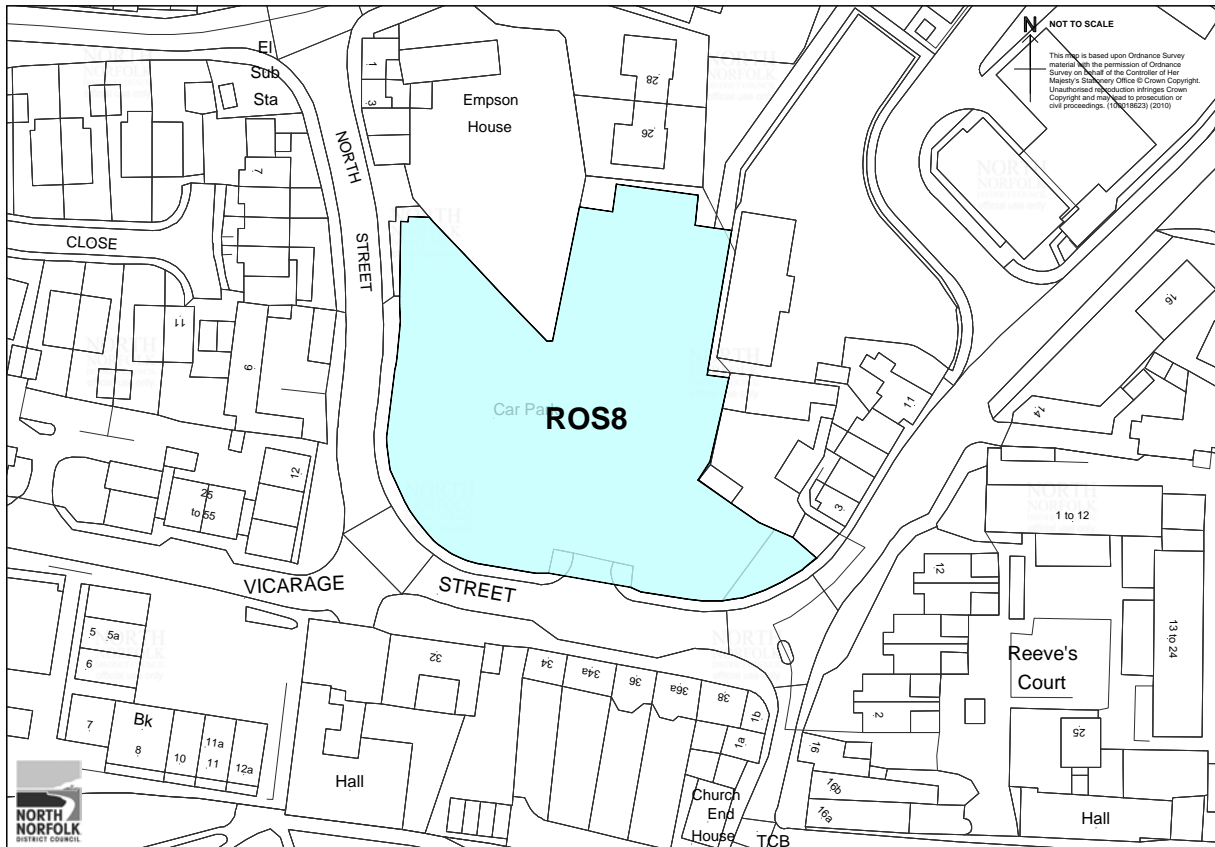 N NOT TO SCALE
This map is based upon Ordnance Survey
material with the permission of Ordnance
Survey on behalf of the Controller of Her
Majesty's Stationery Office © Crown Copyright.
Unauthorised reproduction infringes Crown
Copyright and may lead to prosecution or
civil proceedings. (100018623) (2010)
El
Sub
Sta
1
3
Empson
House
28
26
NORTH
STREET
7
CLOSE
11
9
16
14
11
3
Car Park
ROS8
12
25
to 55
1 to 12
12
VICARAGE
STREET
13 to 24
5 5a
6
7
Bk
8
10
11a
11
12a
32
34
34a
36
36a
38
1b
1a
Reeve's
Court
2
25
Hall
16
16b
16a
Church
End
House
TCB
Hall
NORTH
NORFOLK
DISTRICT COUNCIL